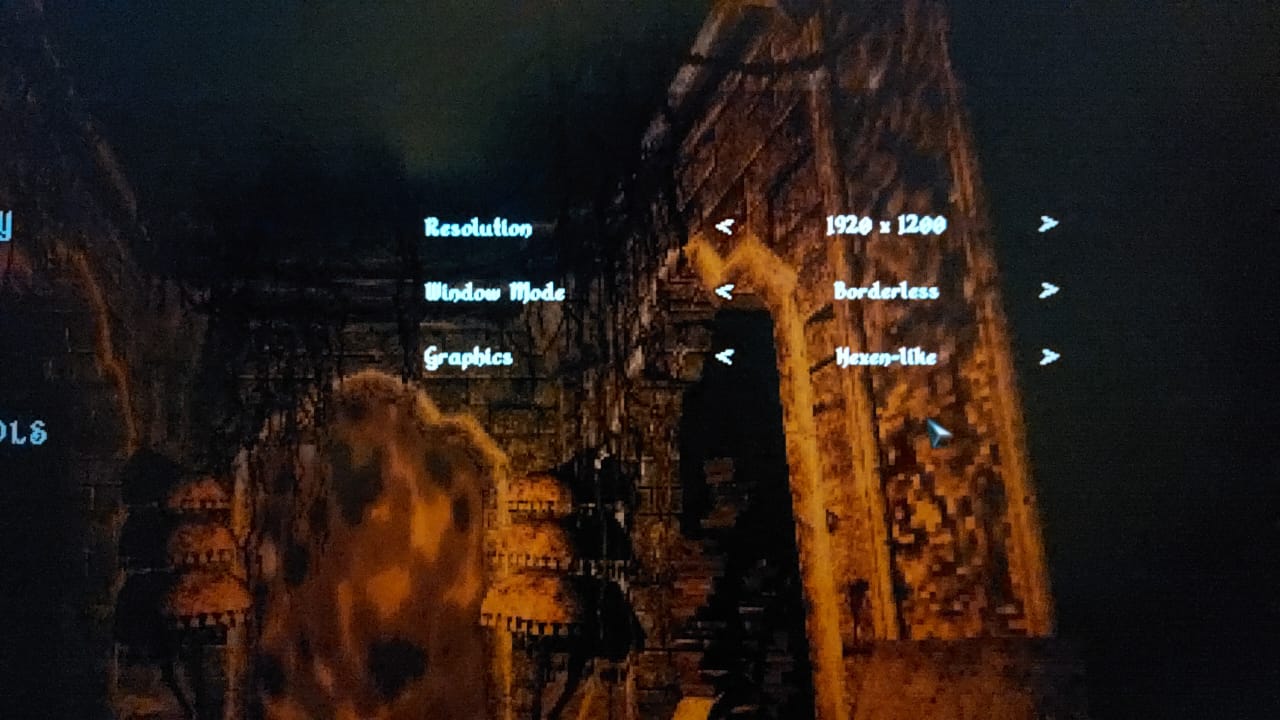 Resolution < 1920 x 1200 >
Window Mode < Borderless >
Graphics < Hexen-like >